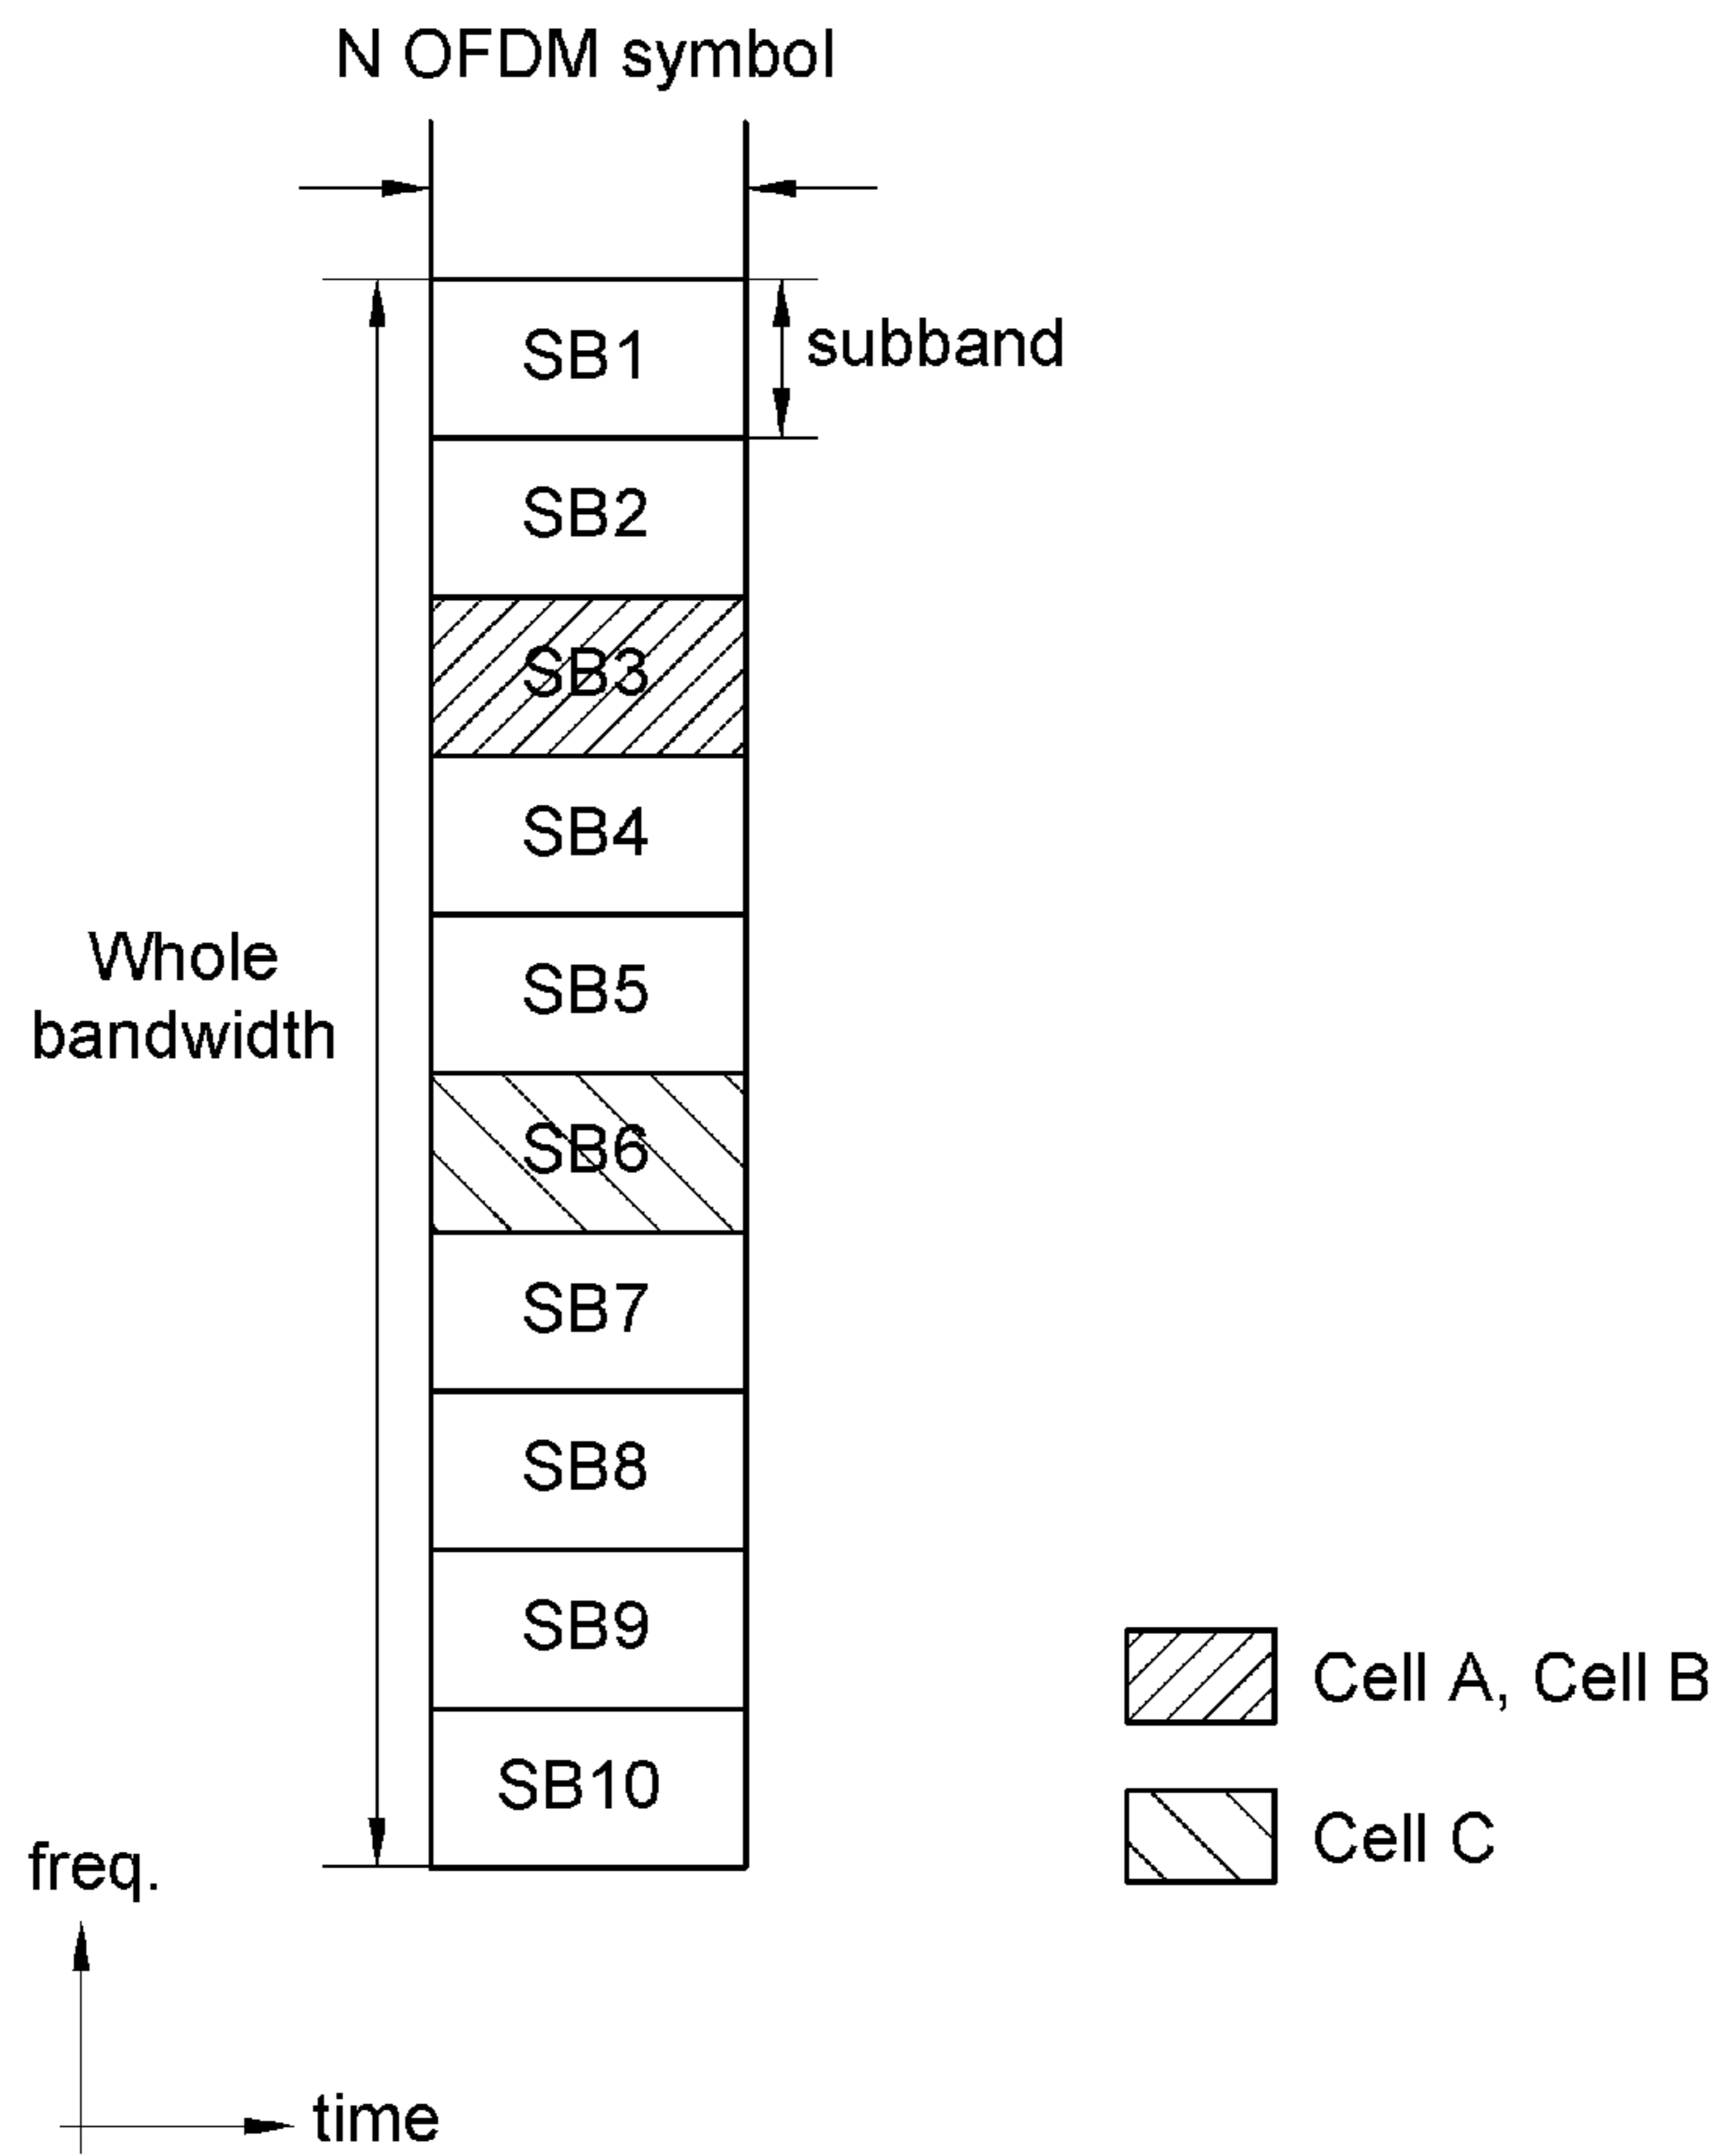 N OFDM symbol
SB1
subband
SB2
SB3
SB4
Whole
bandwidth
SB5
SB6
SB7
SB8
SB9
SB10
Cell A, Cell B
Cell C
freq.
time